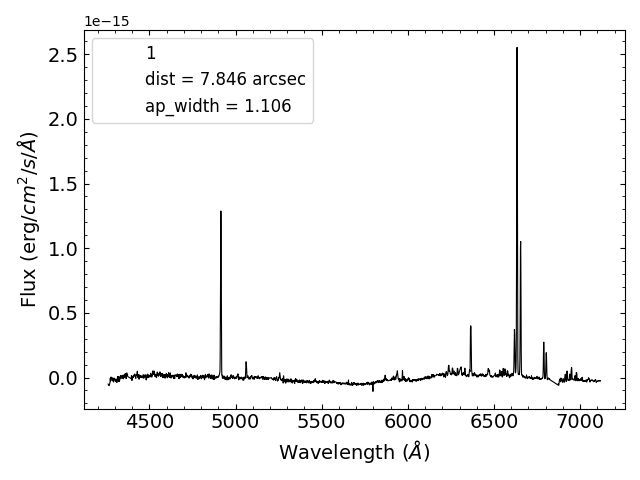 1e−15
1
dist = 7.846 arcsec
ap_width = 1.106
2.5
2.0
1.5
1.0
0.5
0.0
Flux (erg/cm²/s/Å)
4500 5000 5500 6000 6500 7000
Wavelength (Å)